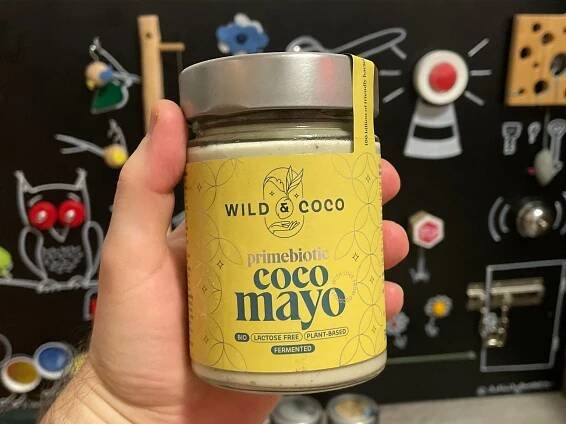 WILD & COCO
primebiotic
coco
mayo
BIO LACTOSE FREE PLANT-BASED
FERMENTED